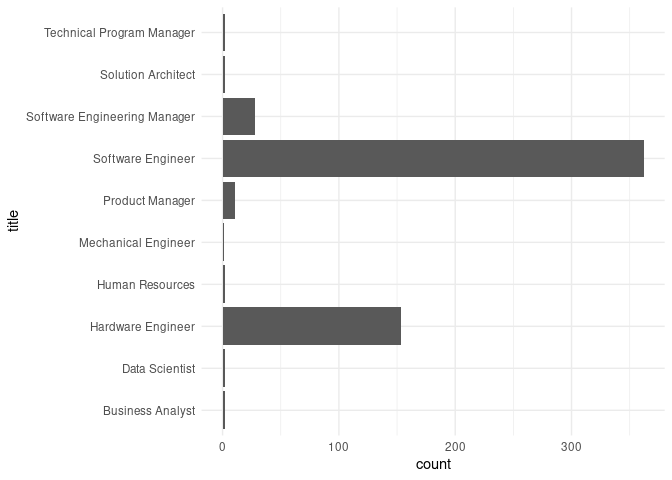 Technical Program Manager
Solution Architect
Software Engineering Manager
Software Engineer
Product Manager
Mechanical Engineer
Human Resources
Hardware Engineer
Data Scientist
Business Analyst
title
0 100 200 300
count